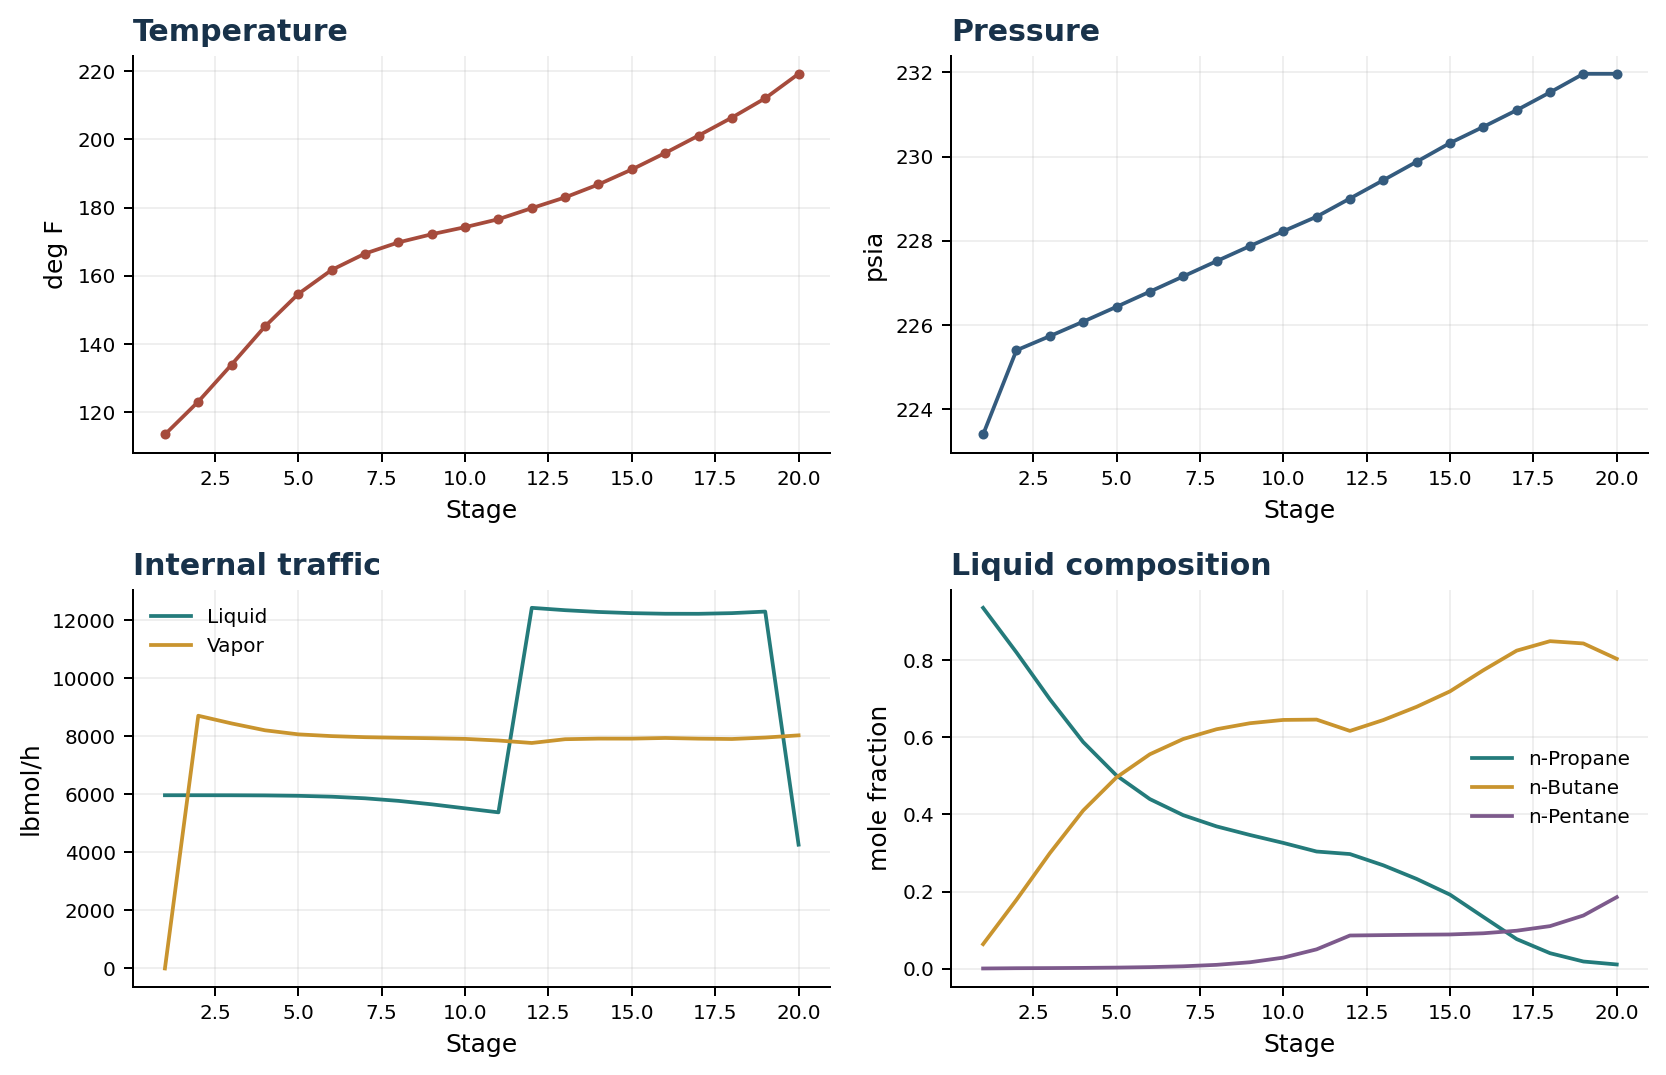 Temperature
220
200
180
160
140
120
deg F
2.5 5.0 7.5 10.0 12.5 15.0 17.5 20.0
Stage
Pressure
232
230
228
226
224
psia
2.5 5.0 7.5 10.0 12.5 15.0 17.5 20.0
Stage
Internal traffic
Liquid
Vapor
12000
10000
8000
6000
4000
2000
0
lbmol/h
2.5 5.0 7.5 10.0 12.5 15.0 17.5 20.0
Stage
Liquid composition
0.8
0.6
0.4
0.2
0.0
mole fraction
n-Propane
n-Butane
n-Pentane
2.5 5.0 7.5 10.0 12.5 15.0 17.5 20.0
Stage